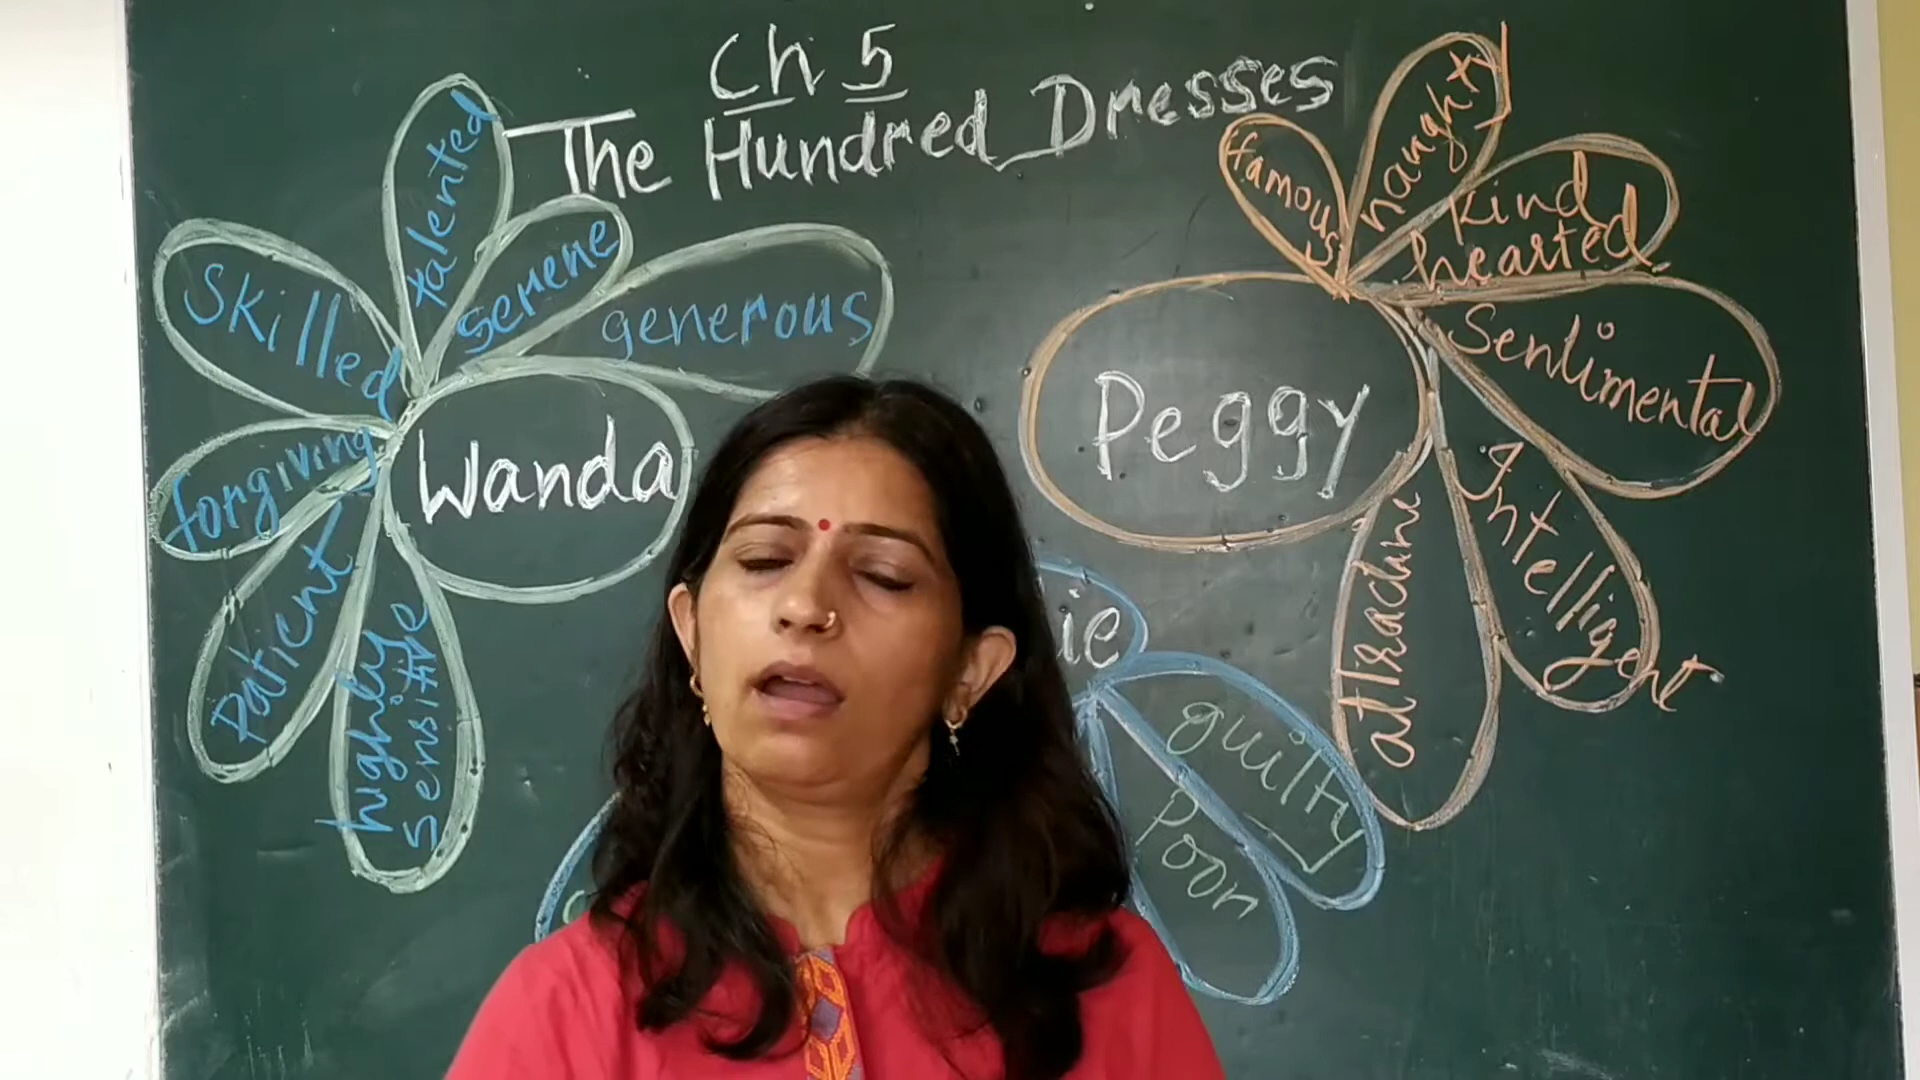 Ch 5
The Hundred Dresses
talented
serene
generous
Skilled
forgiving
Patient
highly
sensitive
Wanda
famous
naughty
kind
hearted
Sentimental
Intelligent
attractive
Peggy
ie
guilty
Poor